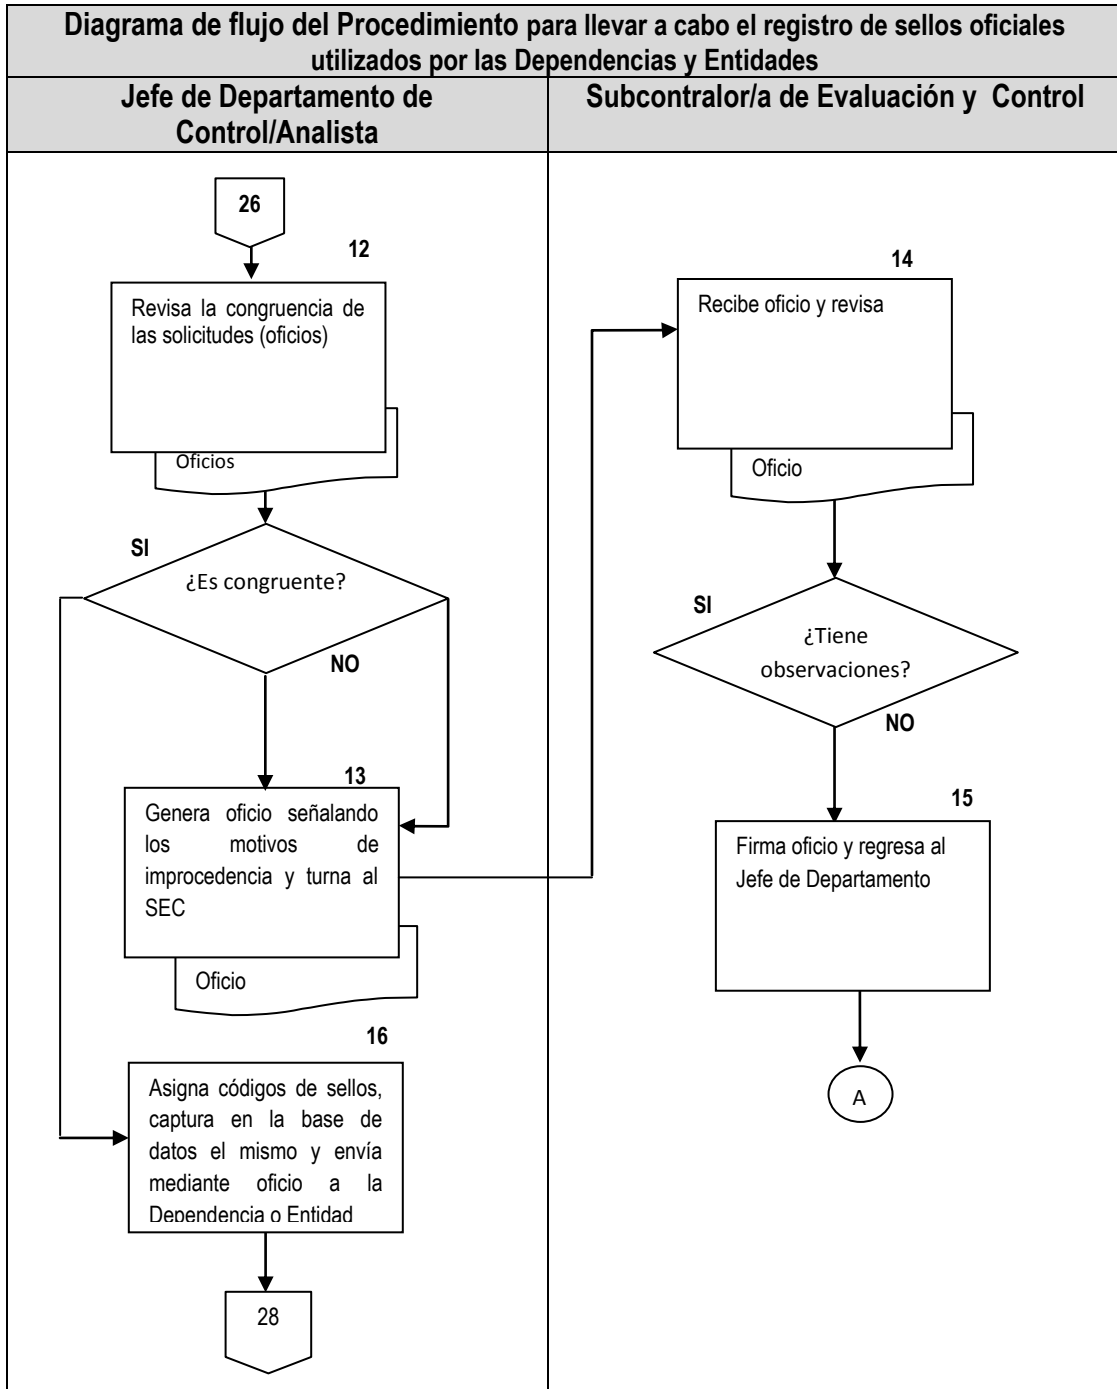 Diagrama de flujo del Procedimiento para llevar a cabo el registro de sellos oficiales
utilizados por las Dependencias y Entidades
Jefe de Departamento de
Control/Analista
Subcontralor/a de Evaluación y Control
26
12
Revisa la congruencia de
las solicitudes (oficios)
Oficios
SI
¿Es congruente?
NO
13
Genera oficio señalando
los motivos de
improcedencia y turna al
SEC
Oficio
16
Asigna códigos de sellos,
captura en la base de
datos el mismo y envía
mediante oficio a la
Dependencia o Entidad
28
14
Recibe oficio y revisa
Oficio
SI
¿Tiene
observaciones?
NO
15
Firma oficio y regresa al
Jefe de Departamento
A